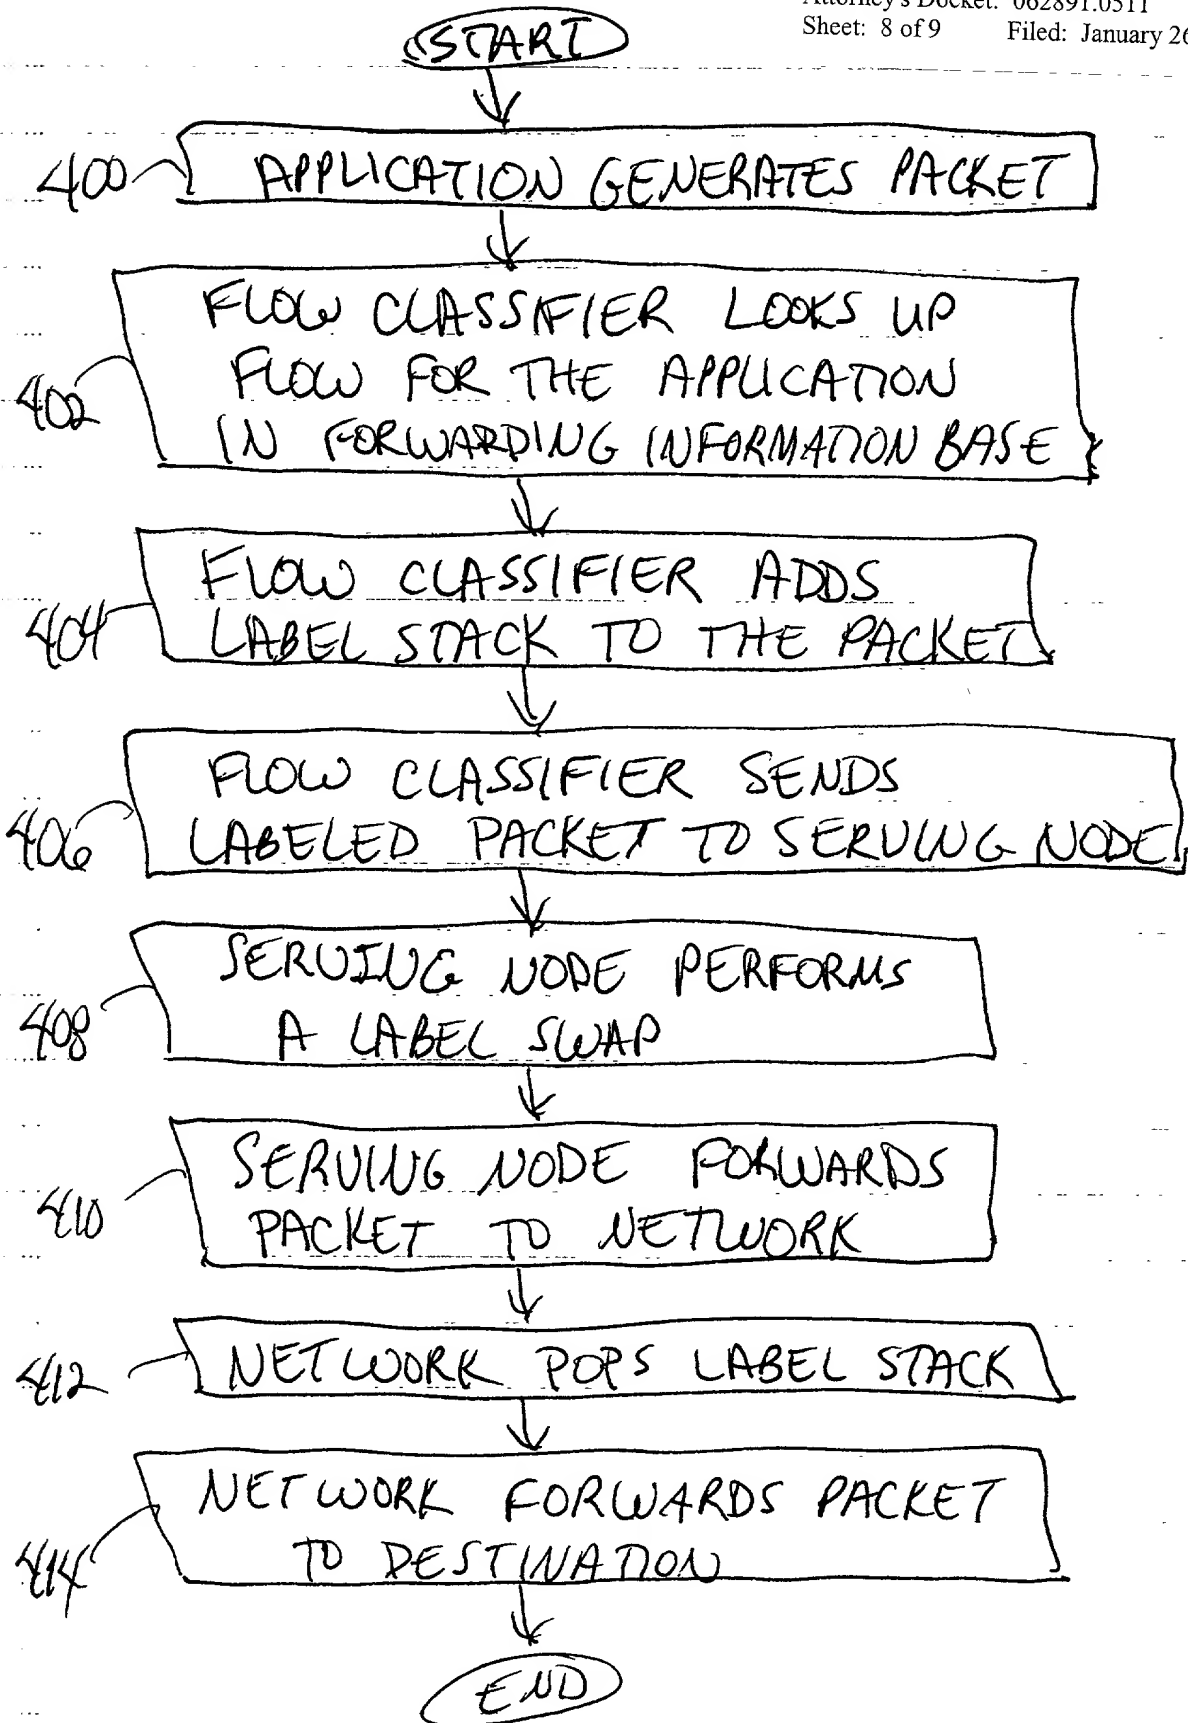 Attorney's Docket: 062891.0511
Sheet: 8 of 9 Filed: January 26
START
400 APPLICATION GENERATES PACKET
FLOW CLASSIFIER LOOKS UP
402 FLOW FOR THE APPLICATION
IN FORWARDING INFORMATION BASE
FLOW CLASSIFIER ADDS
404 LABEL STACK TO THE PACKET
FLOW CLASSIFIER SENDS
406 LABELED PACKET TO SERVING NODE
SERVING NODE PERFORMS
408 A LABEL SWAP
SERVING NODE FORWARDS
410 PACKET TO NETWORK
412 NETWORK POPS LABEL STACK
NETWORK FORWARDS PACKET
414 TO DESTINATION
END